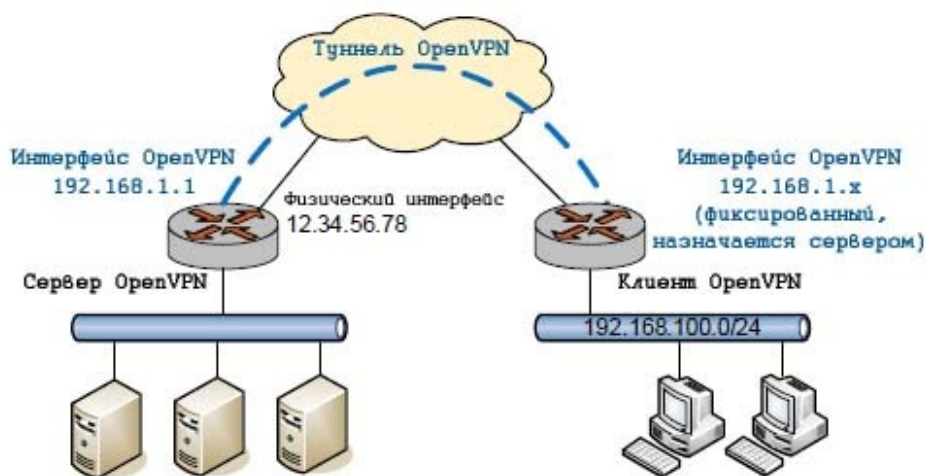 Туннель OpenVPN
Интерфейс OpenVPN
192.168.1.1
Физический интерфейс
12.34.56.78
Интерфейс OpenVPN
192.168.1.x
(фиксированный,
назначается сервером)
Сервер OpenVPN
Клиент OpenVPN
192.168.100.0/24